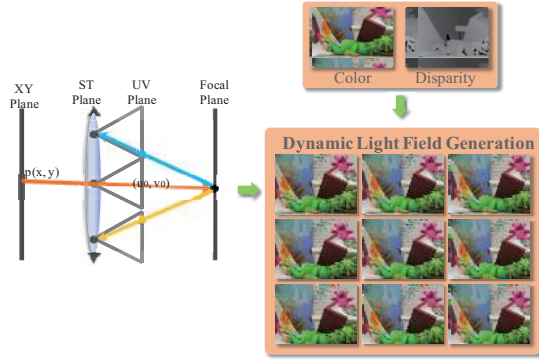 Color
Disparity
XY
Plane
ST
Plane
UV
Plane
Focal
Plane
p(x, y)
(u₀, v₀)
Dynamic Light Field Generation